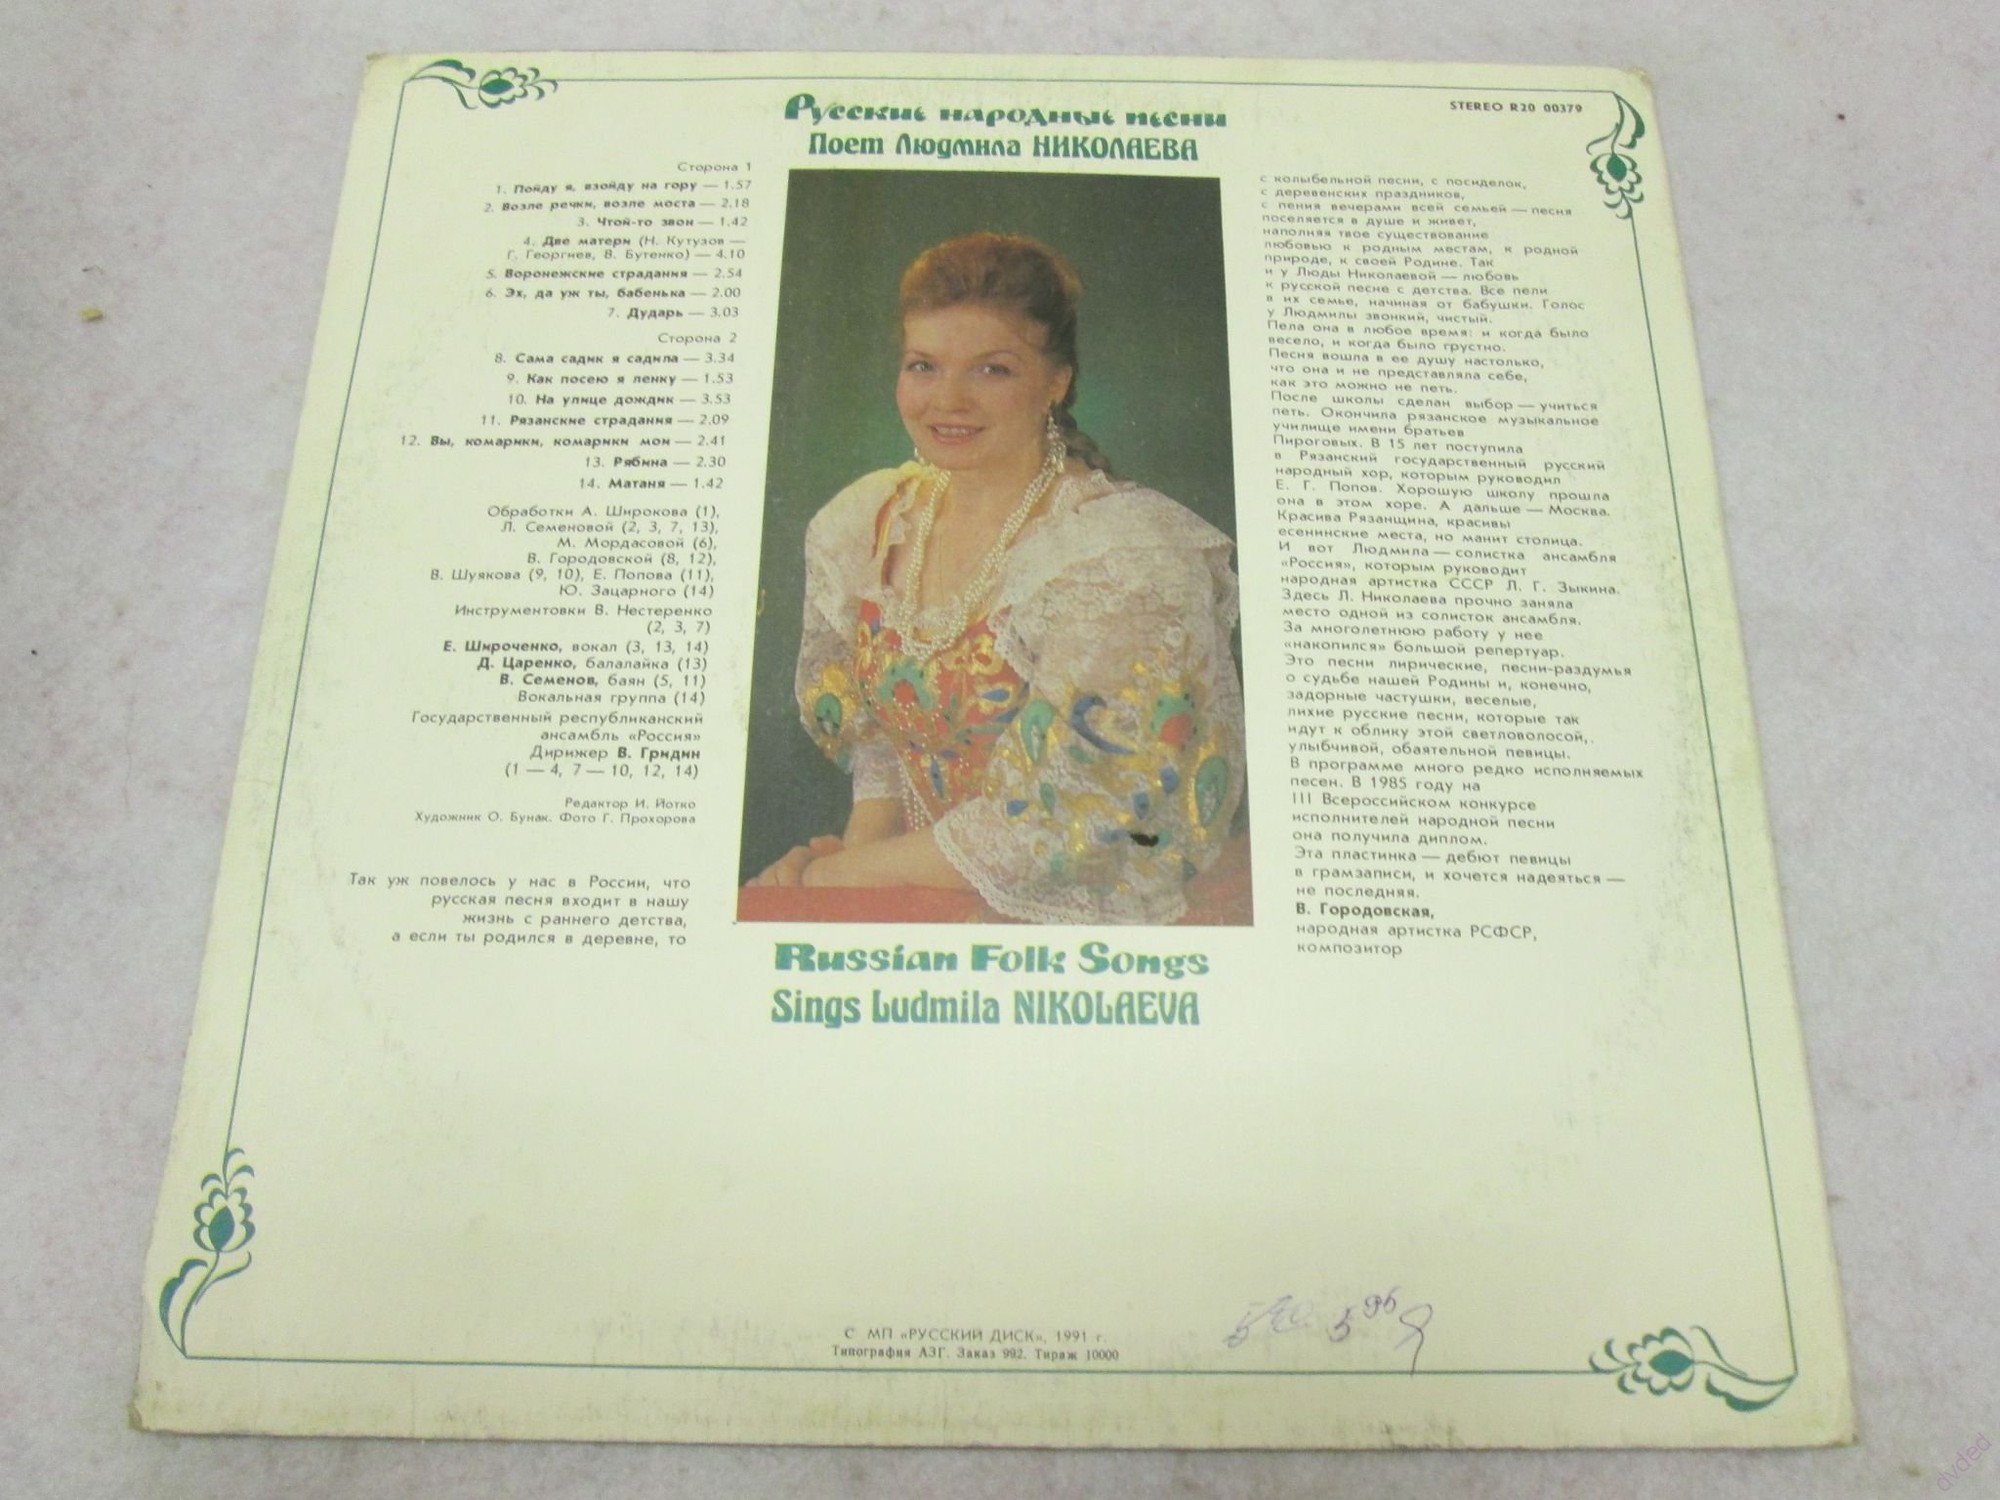 STEREO R20 00379
Русские народные песни
Поет Людмила НИКОЛАЕВА
Сторона 1
1. Пойду я, взойду на гору — 1.57
2. Возле речки, возле моста — 2.18
3. Чтой-то звон — 1.42
4. Две матери (Н. Кутузов —
Г. Георгиев, В. Бутенко) — 4.10
5. Воронежские страдания — 2.54
6. Эх, да уж ты, бабенька — 2.00
7. Дударь — 3.03
Сторона 2
8. Сама садик я садила — 3.34
9. Как посею я ленку — 1.53
10. На улице дождик — 3.53
11. Рязанские страдания — 2.09
12. Вы, комарики, комарики мои — 2.41
13. Рябина — 2.30
14. Матаня — 1.42
Обработки А. Широкова (1),
Л. Семеновой (2, 3, 7, 13),
М. Мордасовой (6),
В. Городовской (8, 12),
В. Шуякова (9, 10), Е. Попова (11),
Ю. Зацарного (14)
Инструментовки В. Нестеренко
(2, 3, 7)
Е. Широченко, вокал (3, 13, 14)
Д. Царенко, балалайка (13)
В. Семенов, баян (5, 11)
Вокальная группа (14)
Государственный республиканский
ансамбль «Россия»
Дирижер В. Гридин
(1 — 4, 7 — 10, 12, 14)
Редактор И. Йотко
Художник О. Бунак. Фото Г. Прохорова
Так уж повелось у нас в России, что
русская песня входит в нашу
жизнь с раннего детства,
а если ты родился в деревне, то
с колыбельной песни, с посиделок,
с деревенских праздников,
с пения вечерами всей семьей — песня
поселяется в душе и живет,
наполняя твое существование
любовью к родным местам, к родной
природе, к своей Родине. Так
и у Люды Николаевой — любовь
к русской песне с детства. Все пели
в их семье, начиная от бабушки. Голос
у Людмилы звонкий, чистый.
Пела она в любое время: и когда было
весело, и когда было грустно.
Песня вошла в ее душу настолько,
что она и не представляла себе,
как это можно не петь.
После школы сделан выбор — учиться
петь. Окончила рязанское музыкальное
училище имени братьев
Пироговых. В 15 лет поступила
в Рязанский государственный русский
народный хор, которым руководил
Е. Г. Попов. Хорошую школу прошла
она в этом хоре. А дальше — Москва.
Красива Рязанщина, красивы
есенинские места, но манит столица.
И вот Людмила — солистка ансамбля
«Россия», которым руководит
народная артистка СССР Л. Г. Зыкина.
Здесь Л. Николаева прочно заняла
место одной из солисток ансамбля.
За многолетнюю работу у нее
«накопился» большой репертуар.
Это песни лирические, песни-раздумья
о судьбе нашей Родины и, конечно,
задорные частушки, веселые,
лихие русские песни, которые так
идут к облику этой светловолосой,
улыбчивой, обаятельной певицы.
В программе много редко исполняемых
песен. В 1985 году на
III Всероссийском конкурсе
исполнителей народной песни
она получила диплом.
Эта пластинка — дебют певицы
в грамзаписи, и хочется надеяться —
не последняя.
В. Городовская,
народная артистка РСФСР,
композитор
Russian Folk Songs
Sings Ludmila NIKOLAEVA
С МП «РУССКИЙ ДИСК», 1991 г.
Типография АЗГ. Заказ 992. Тираж 10000
dvded